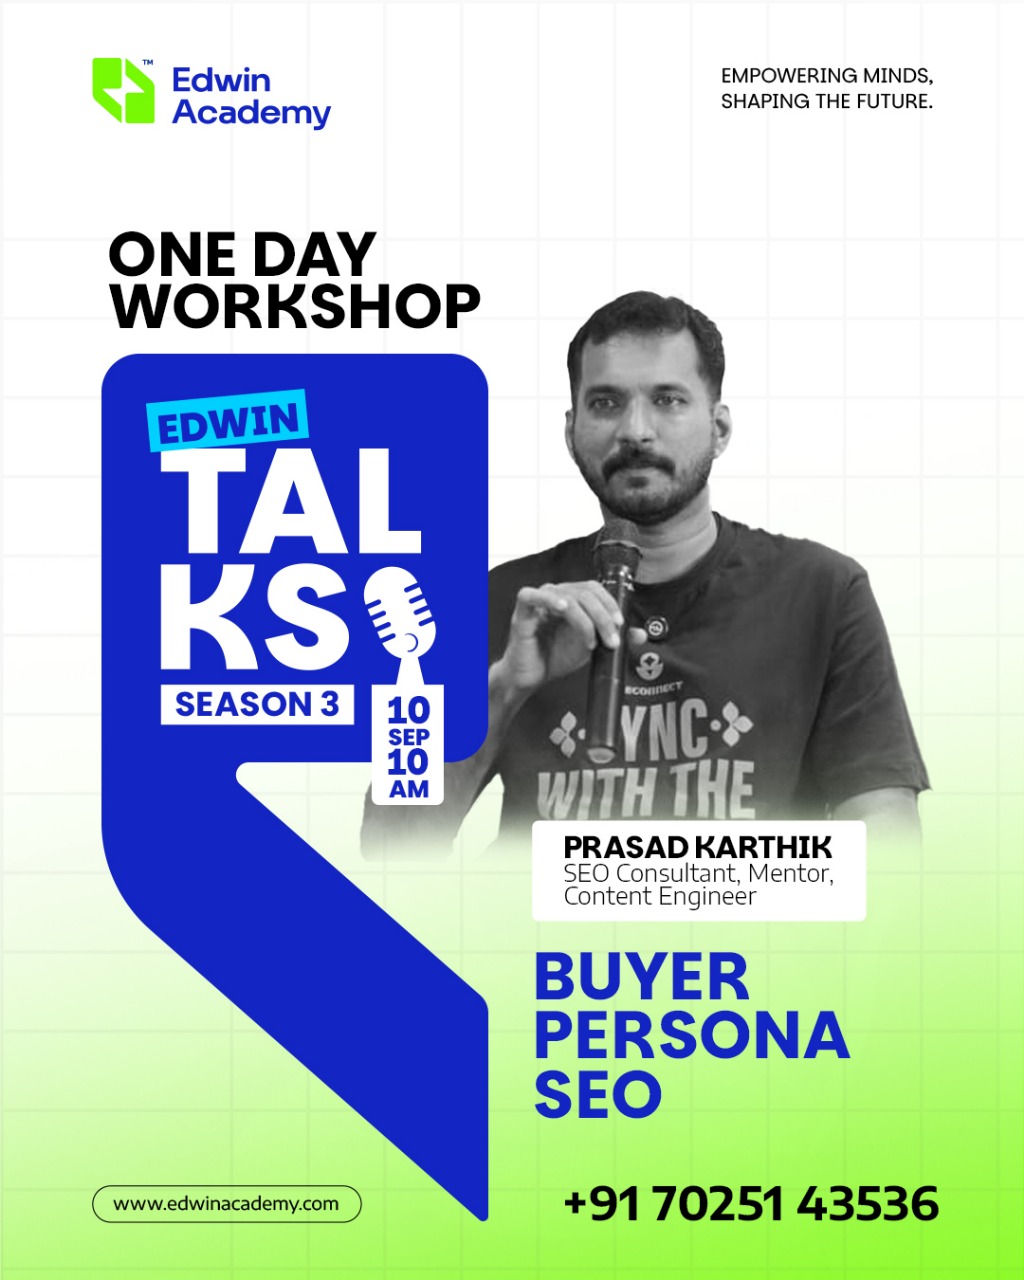 Edwin
Academy
TM
EMPOWERING MINDS,
SHAPING THE FUTURE.
ONE DAY
WORKSHOP
EDWIN
TAL
KS
SEASON 3
10
SEP
10
AM
YNC
WITH THE
PRASAD KARTHIK
SEO Consultant, Mentor,
Content Engineer
BUYER
PERSONA
SEO
www.edwinacademy.com
+91 70251 43536